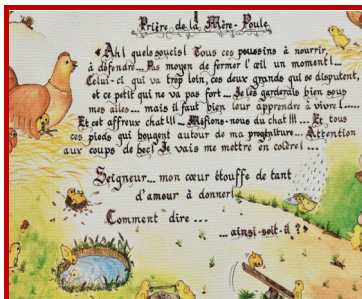 Prière de la Mère-Poule
« Ah! quels soucis! Tous ces poussins à nourrir,
à défendre... Pas moyen de fermer l'œil un moment!...
Celui-ci qui va trop loin, ces deux grands qui se disputent,
et ce petit qui ne va pas fort... Je les garderais bien sous
mes ailes... mais il faut bien leur apprendre à vivre!....
Et cet affreux chat!!! ... Méfions-nous du chat!!! ... Et tous
ces pieds qui bougent autour de ma progéniture... Attention
aux coups de bec! Je vais me mettre en colère!...
Seigneur... mon cœur étouffe de tant
d'amour à donner!
Comment dire...
... ainsi-soit-il ? »